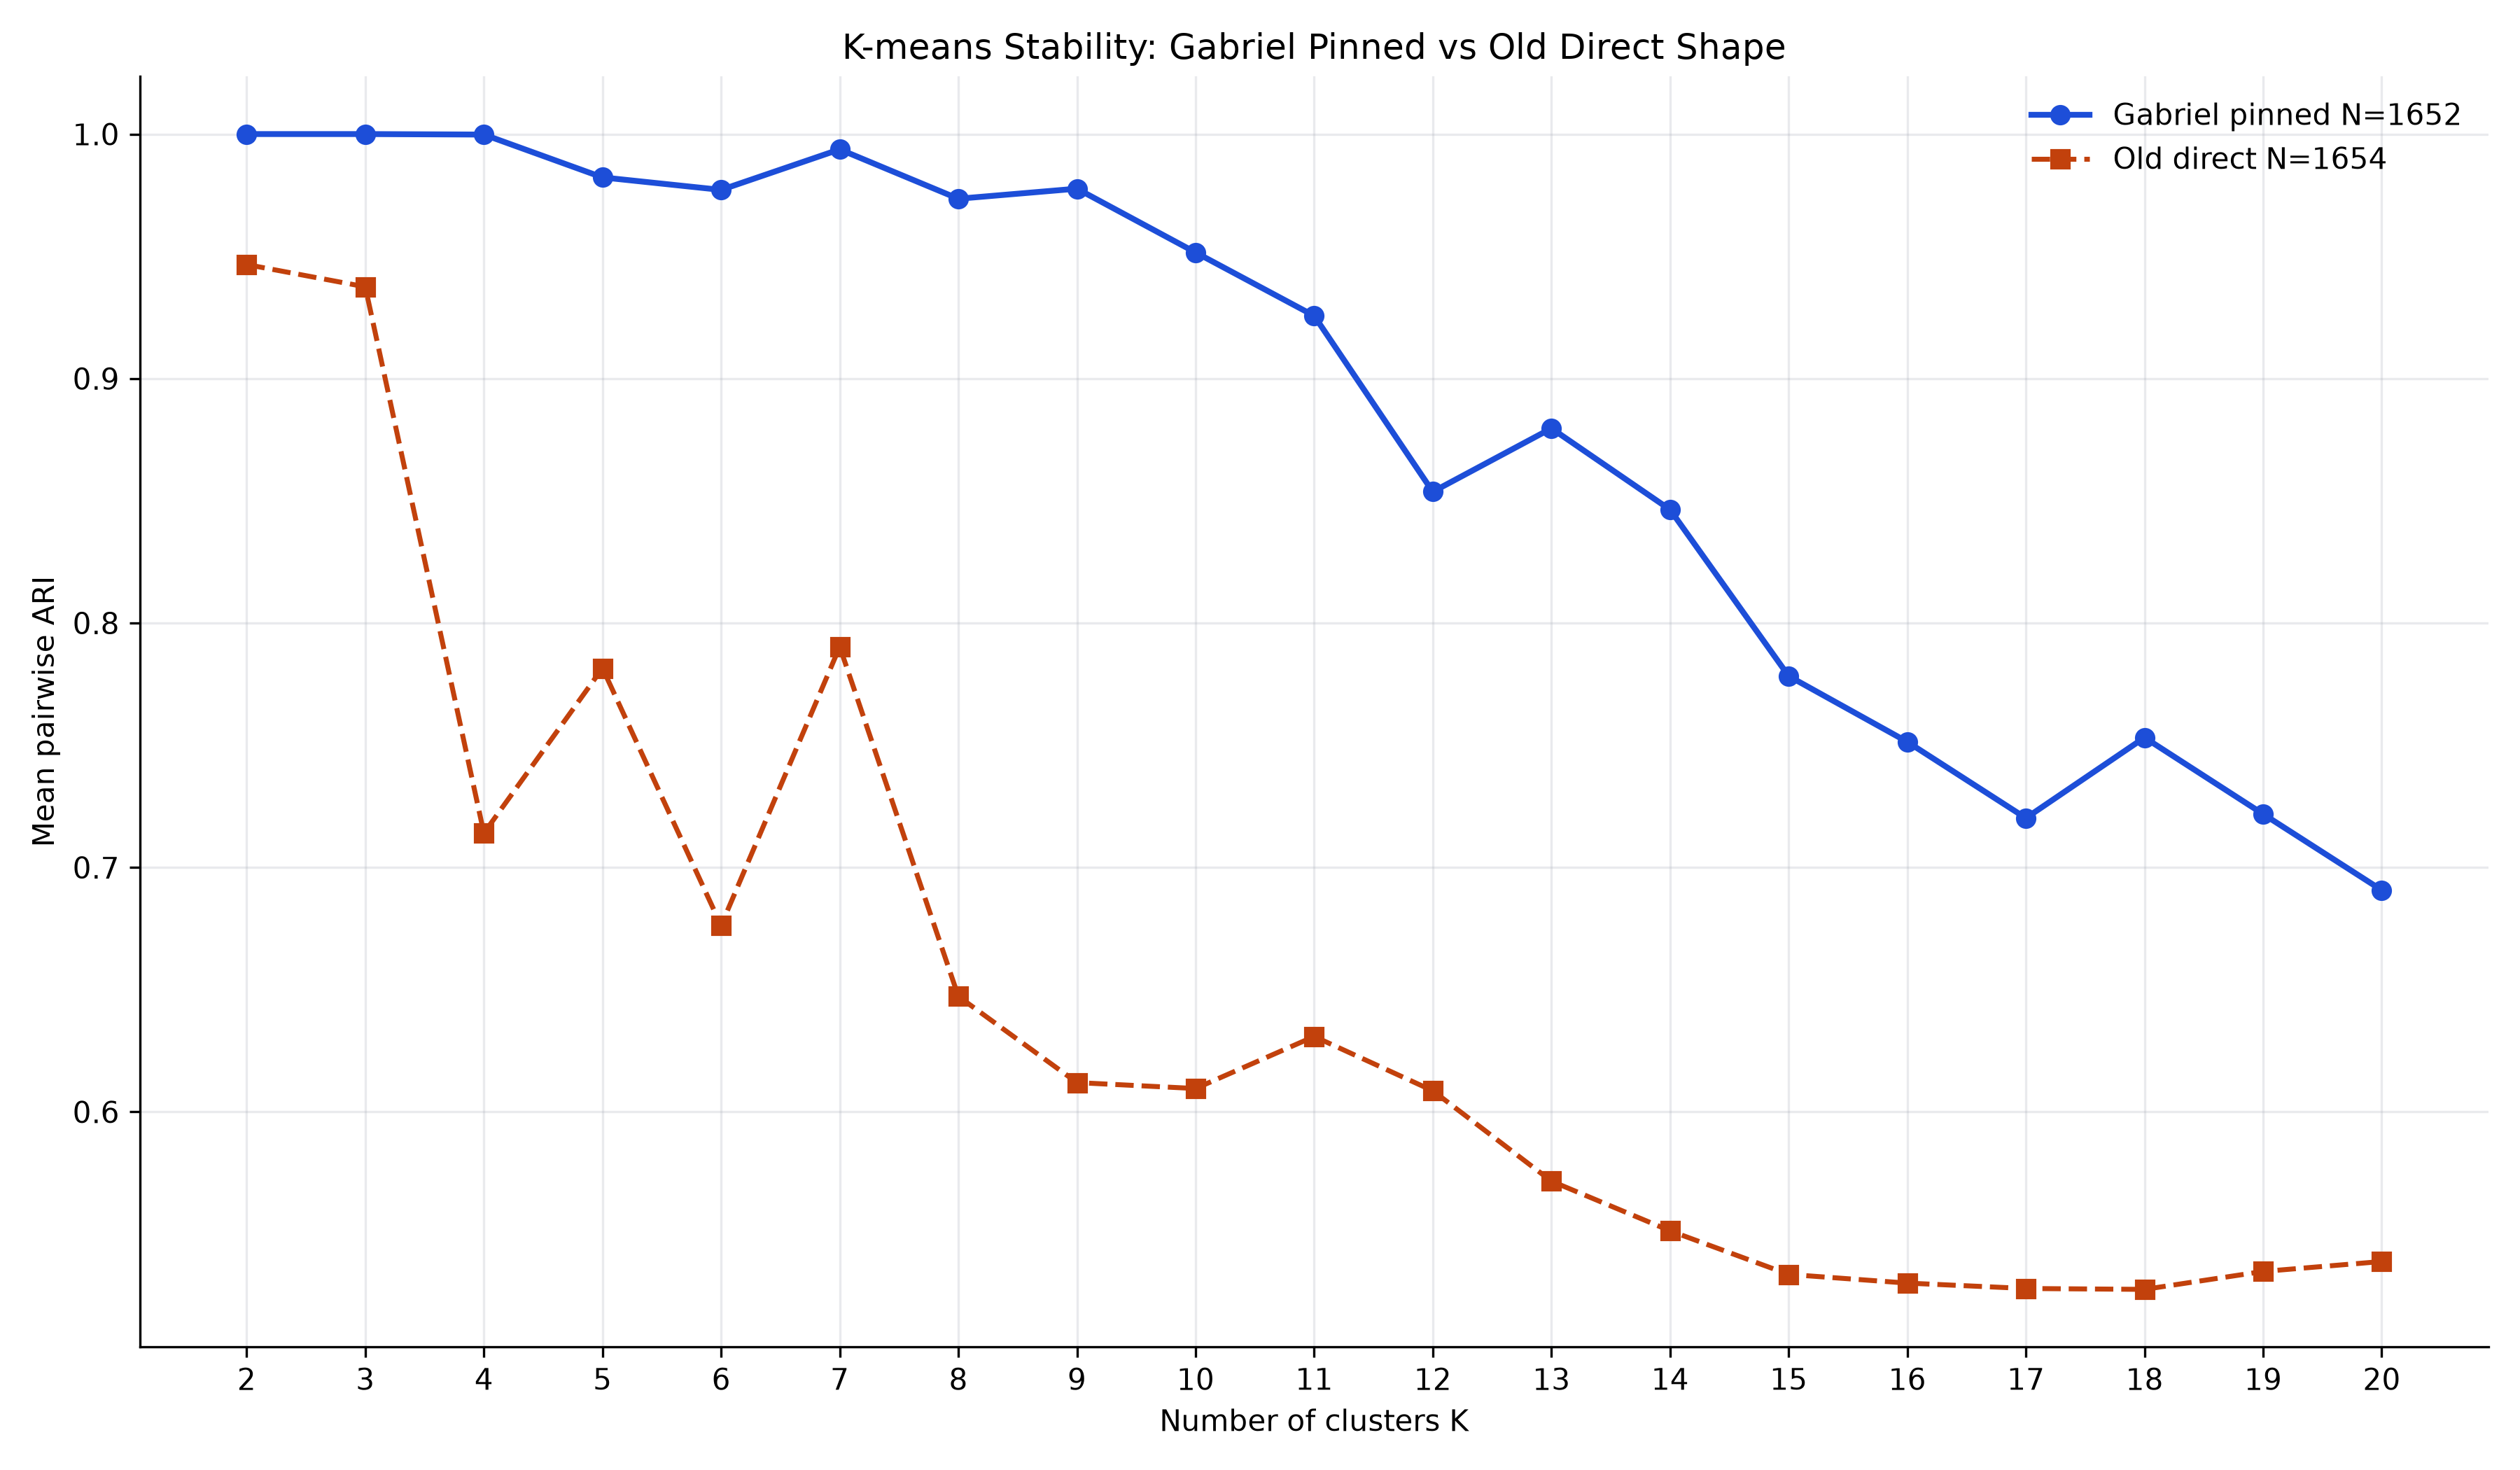 K-means Stability: Gabriel Pinned vs Old Direct Shape
Gabriel pinned N=1652
Old direct N=1654
Mean pairwise ARI
1.0
0.9
0.8
0.7
0.6
2 3 4 5 6 7 8 9 10 11 12 13 14 15 16 17 18 19 20
Number of clusters K